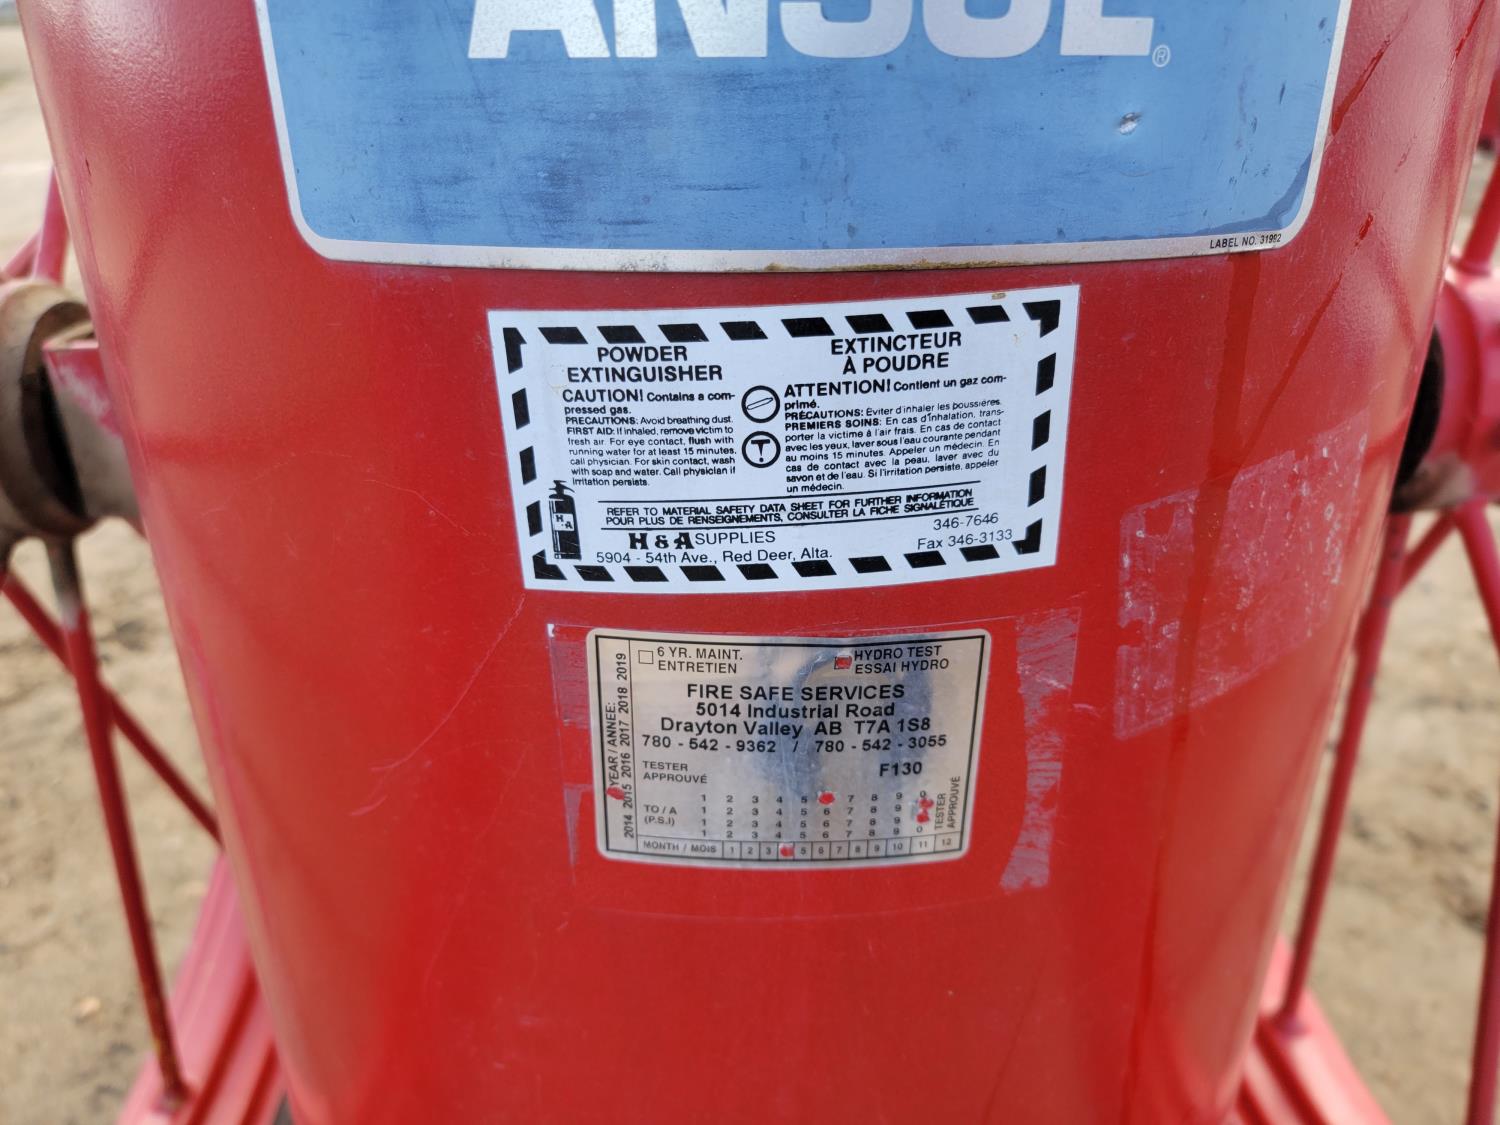 ANSUL®
LABEL NO. 31992
POWDER
EXTINGUISHER
CAUTION! Contains a com-
pressed gas.
PRECAUTIONS: Avoid breathing dust.
FIRST AID: If inhaled, remove victim to
fresh air. For eye contact, flush with
running water for at least 15 minutes,
call physician. For skin contact, wash
with soap and water. Call physician if
irritation persists.
EXTINCTEUR
À POUDRE
ATTENTION! Contient un gaz com-
primé.
PRÉCAUTIONS: Éviter d'inhaler les poussières.
PREMIERS SOINS: En cas d'inhalation, trans-
porter la victime à l'air frais. En cas de contact
avec les yeux, laver sous l'eau courante pendant
au moins 15 minutes. Appeler un médecin. En
cas de contact avec la peau, laver avec du
savon et de l'eau. Si l'irritation persiste, appeler
un médecin.
REFER TO MATERIAL SAFETY DATA SHEET FOR FURTHER INFORMATION
POUR PLUS DE RENSEIGNEMENTS, CONSULTER LA FICHE SIGNALÉTIQUE
H&A
H & A SUPPLIES
346-7646
5904 - 54th Ave., Red Deer, Alta.
Fax 346-3133
6 YR. MAINT.
ENTRETIEN
HYDRO TEST
ESSAI HYDRO
FIRE SAFE SERVICES
5014 Industrial Road
Drayton Valley AB T7A 1S8
780 - 542 - 9362 / 780 - 542 - 3055
YEAR / ANNÉE:
2014 2015 2016 2017 2018 2019
TESTER
APPROUVÉ
F130
TO / A
(P.S.I)
1 2 3 4 5 7 8 9 0
1 2 3 4 5 6 7 8 9
1 2 3 4 5 6 7 8 9
1 2 3 4 5 6 7 8 9 0
TESTER
APPROUVÉ
MONTH / MOIS 1 2 3 5 6 7 8 9 10 11 12